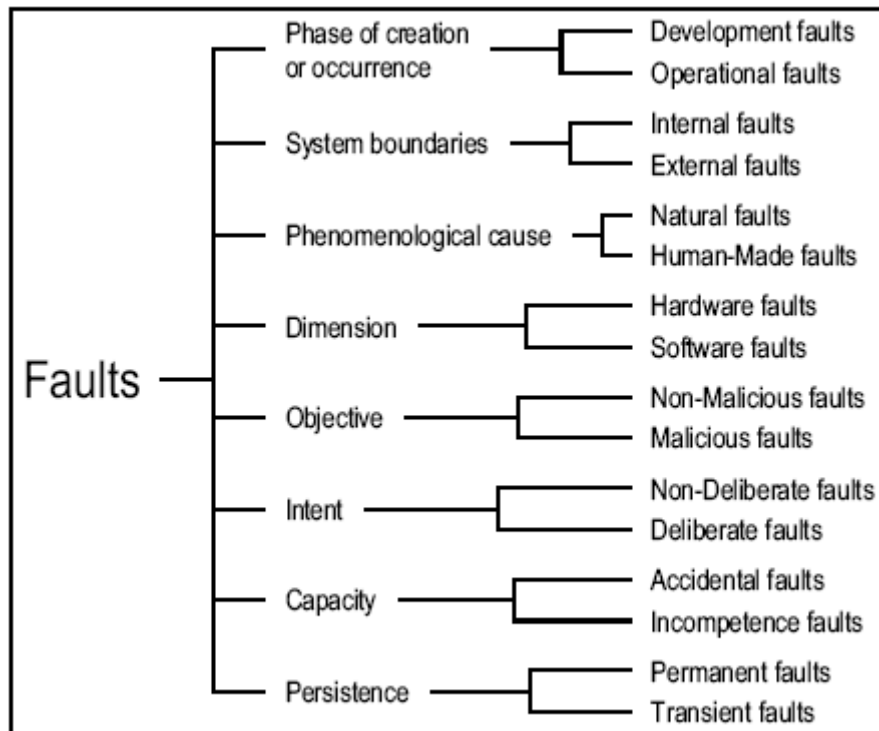 Faults
Phase of creation
or occurrence
Development faults
Operational faults
System boundaries
Internal faults
External faults
Phenomenological cause
Natural faults
Human-Made faults
Dimension
Hardware faults
Software faults
Objective
Non-Malicious faults
Malicious faults
Intent
Non-Deliberate faults
Deliberate faults
Capacity
Accidental faults
Incompetence faults
Persistence
Permanent faults
Transient faults